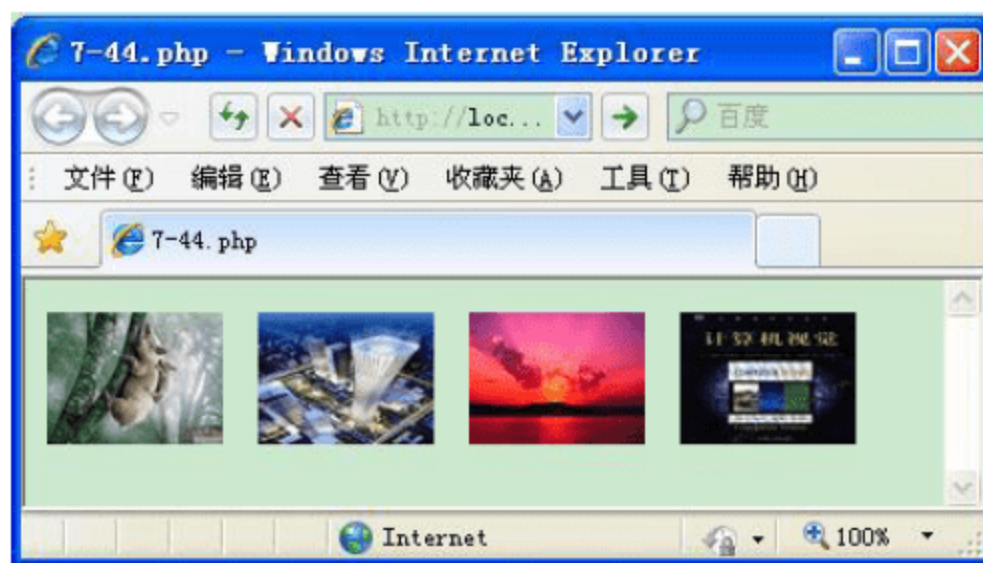 7-44.php - Windows Internet Explorer
http://loc... 百度
文件(F) 编辑(E) 查看(V) 收藏夹(A) 工具(T) 帮助(H)
7-44.php
计算机视觉
Internet 100%